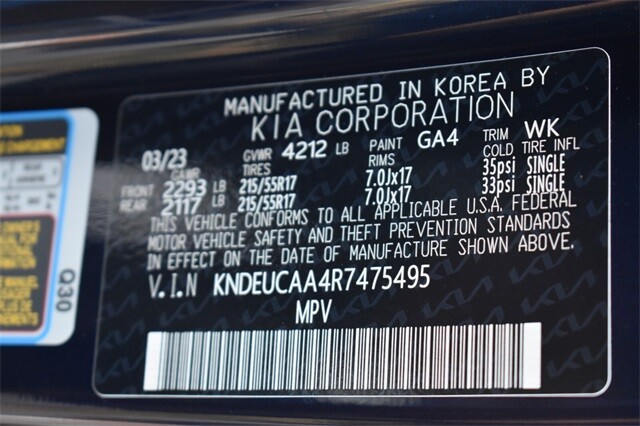 MANUFACTURED IN KOREA BY
KIA CORPORATION
03/23 GVWR 4212 LB PAINT GA4 TRIM WK
GAWR TIRES RIMS COLD TIRE INFL
FRONT 2293 LB 215/55R17 7.0Jx17 35psi SINGLE
REAR 2117 LB 215/55R17 7.0Jx17 33psi SINGLE
THIS VEHICLE CONFORMS TO ALL APPLICABLE U.S.A. FEDERAL
MOTOR VEHICLE SAFETY AND THEFT PREVENTION STANDARDS
IN EFFECT ON THE DATE OF MANUFACTURE SHOWN ABOVE.
V.I.N KNDEUCAA4R7475495
MPV
Q30